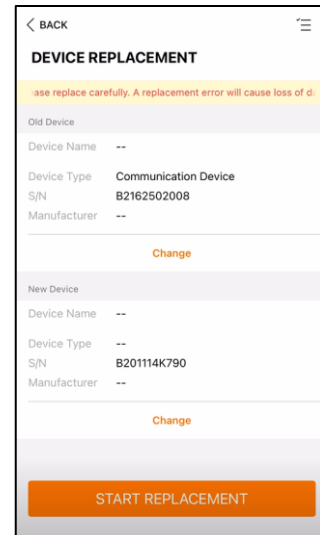 BACK
DEVICE REPLACEMENT
ase replace carefully. A replacement error will cause loss of d
Old Device
Device Name --
Device Type Communication Device
S/N B2162502008
Manufacturer --
Change
New Device
Device Name --
Device Type --
S/N B201114K790
Manufacturer --
Change
START REPLACEMENT